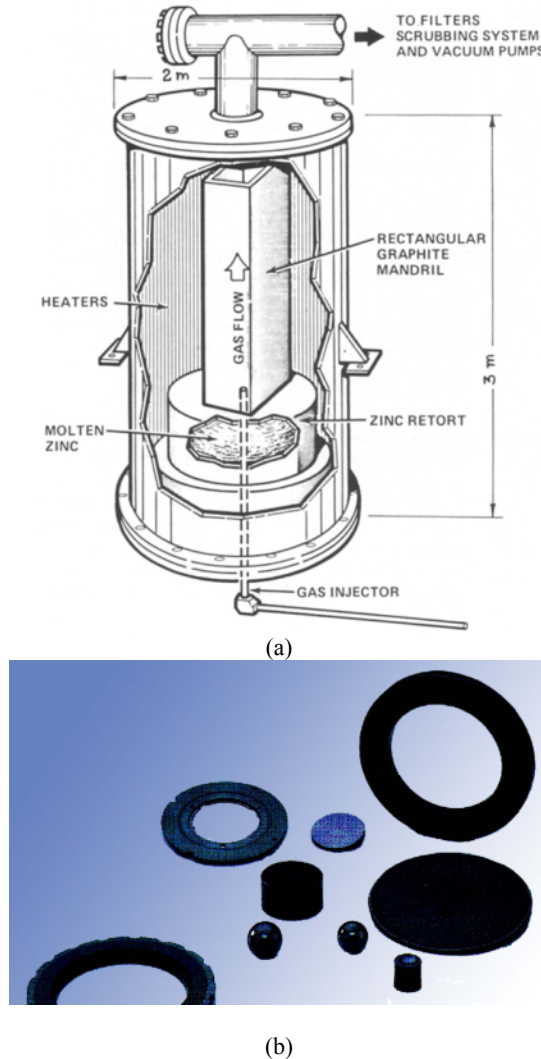 TO FILTERS
SCRUBBING SYSTEM
AND VACUUM PUMPS
2 m
RECTANGULAR
GRAPHITE
MANDRIL
HEATERS
GAS FLOW
3 m
MOLTEN
ZINC
ZINC RETORT
GAS INJECTOR
(a)
(b)